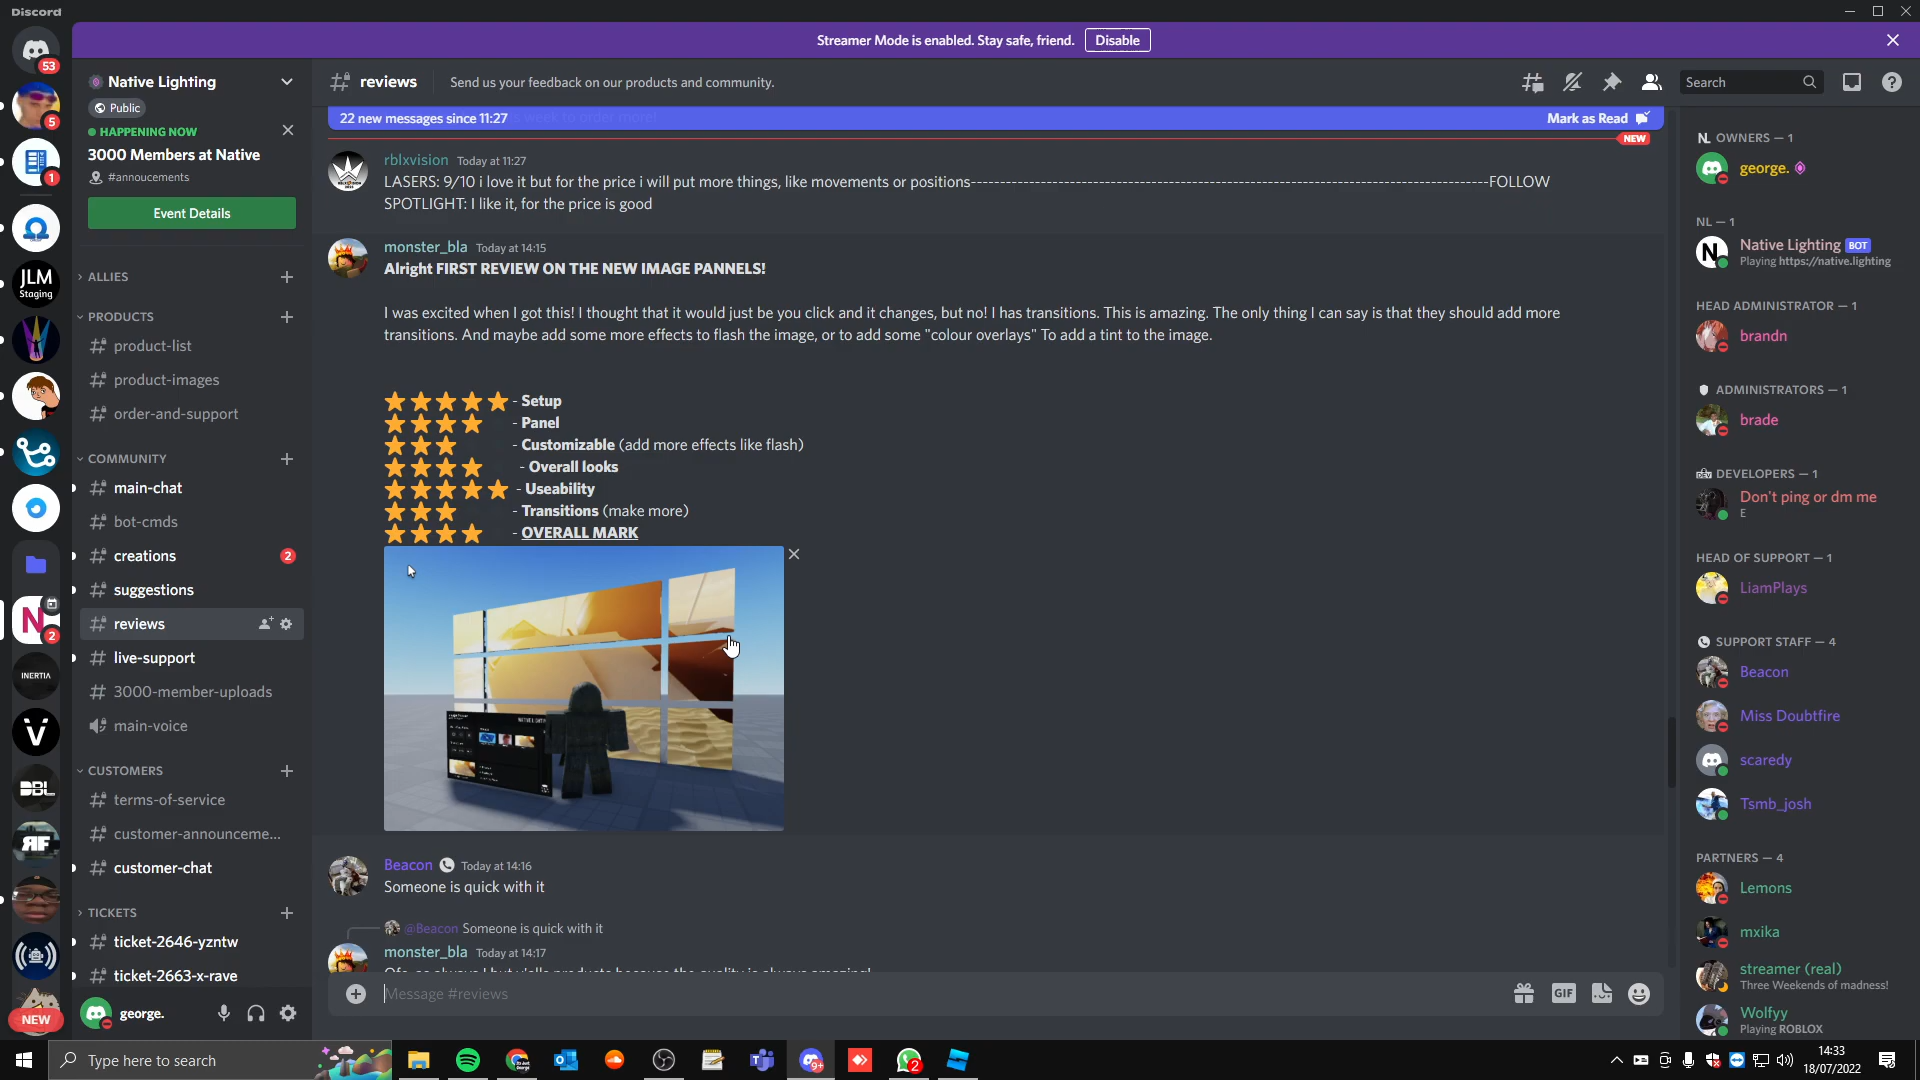 Discord
Streamer Mode is enabled. Stay safe, friend.
Disable
53
5
1
JLM
Staging
N
2
INERTIA
V
DBL
RF
NEW
Native Lighting
Public
HAPPENING NOW
3000 Members at Native
#annoucements
Event Details
ALLIES
PRODUCTS
product-list
product-images
order-and-support
COMMUNITY
main-chat
bot-cmds
creations
2
suggestions
reviews
live-support
3000-member-uploads
main-voice
CUSTOMERS
terms-of-service
customer-announceme...
customer-chat
TICKETS
ticket-2646-yzntw
ticket-2663-x-rave
george.
reviews
Send us your feedback on our products and community.
Search
22 new messages since 11:27
Mark as Read
NEW
rblxvision Today at 11:27
LASERS: 9/10 i love it but for the price i will put more things, like movements or positions---------------------------------------------------------------------------------------FOLLOW
SPOTLIGHT: I like it, for the price is good
monster_bla Today at 14:15
Alright FIRST REVIEW ON THE NEW IMAGE PANNELS!
I was excited when I got this! I thought that it would just be you click and it changes, but no! I has transitions. This is amazing. The only thing I can say is that they should add more
transitions. And maybe add some more effects to flash the image, or to add some "colour overlays" To add a tint to the image.
- Setup
- Panel
- Customizable (add more effects like flash)
- Overall looks
- Useability
- Transitions (make more)
- OVERALL MARK
Beacon Today at 14:16
Someone is quick with it
@Beacon Someone is quick with it
monster_bla Today at 14:17
Message #reviews
GIF
OWNERS — 1
george.
NL — 1
N
Native Lighting BOT
Playing https://native.lighting
HEAD ADMINISTRATOR — 1
brandn
ADMINISTRATORS — 1
brade
DEVELOPERS — 1
Don't ping or dm me
E
HEAD OF SUPPORT — 1
LiamPlays
SUPPORT STAFF — 4
Beacon
Miss Doubtfire
scaredy
Tsmb_josh
PARTNERS — 4
Lemons
mxika
streamer (real)
Three Weekends of madness!
Wolfyy
Playing ROBLOX
Type here to search
9+
2
14:33
18/07/2022